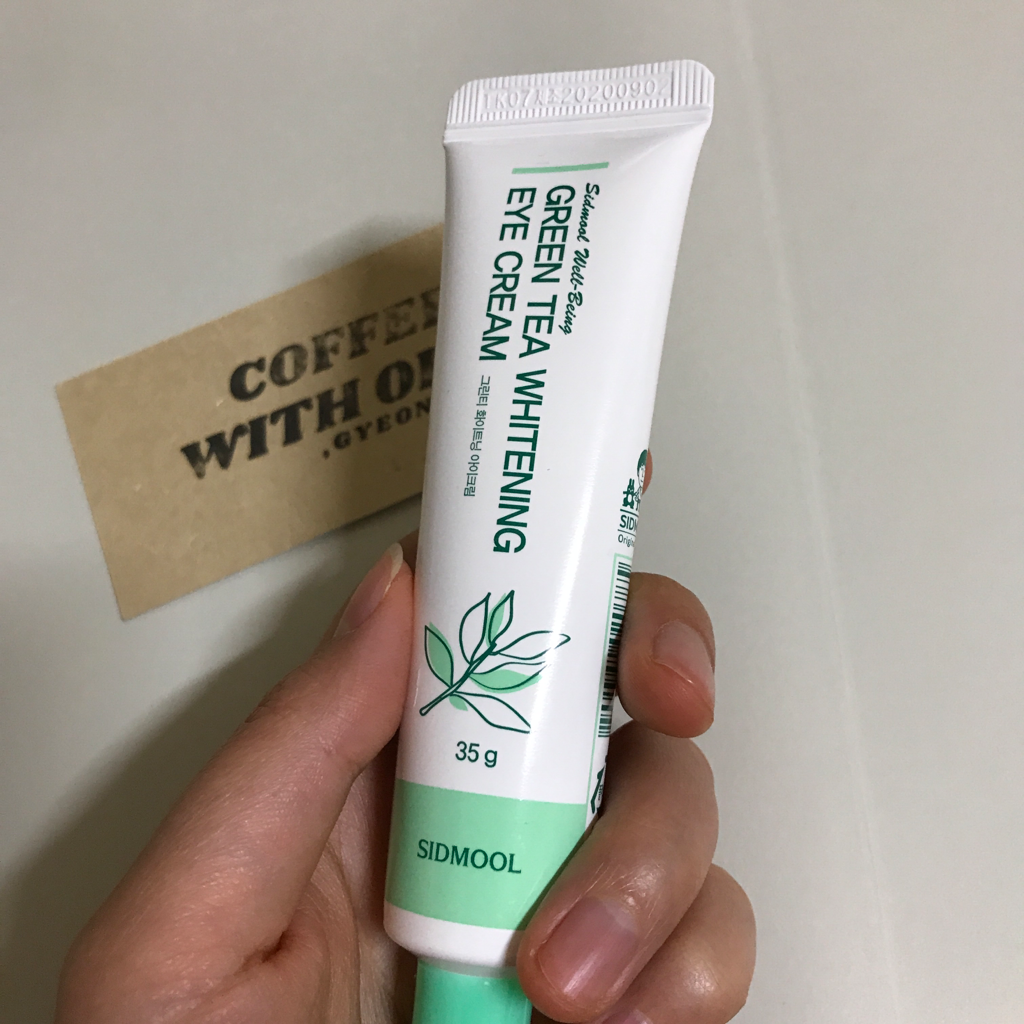 Sidmool Well-Being
GREEN TEA WHITENING
EYE CREAM
그린티 화이트닝 아이크림
35 g
SIDMOOL
COFFEE
WITH
.GYEON